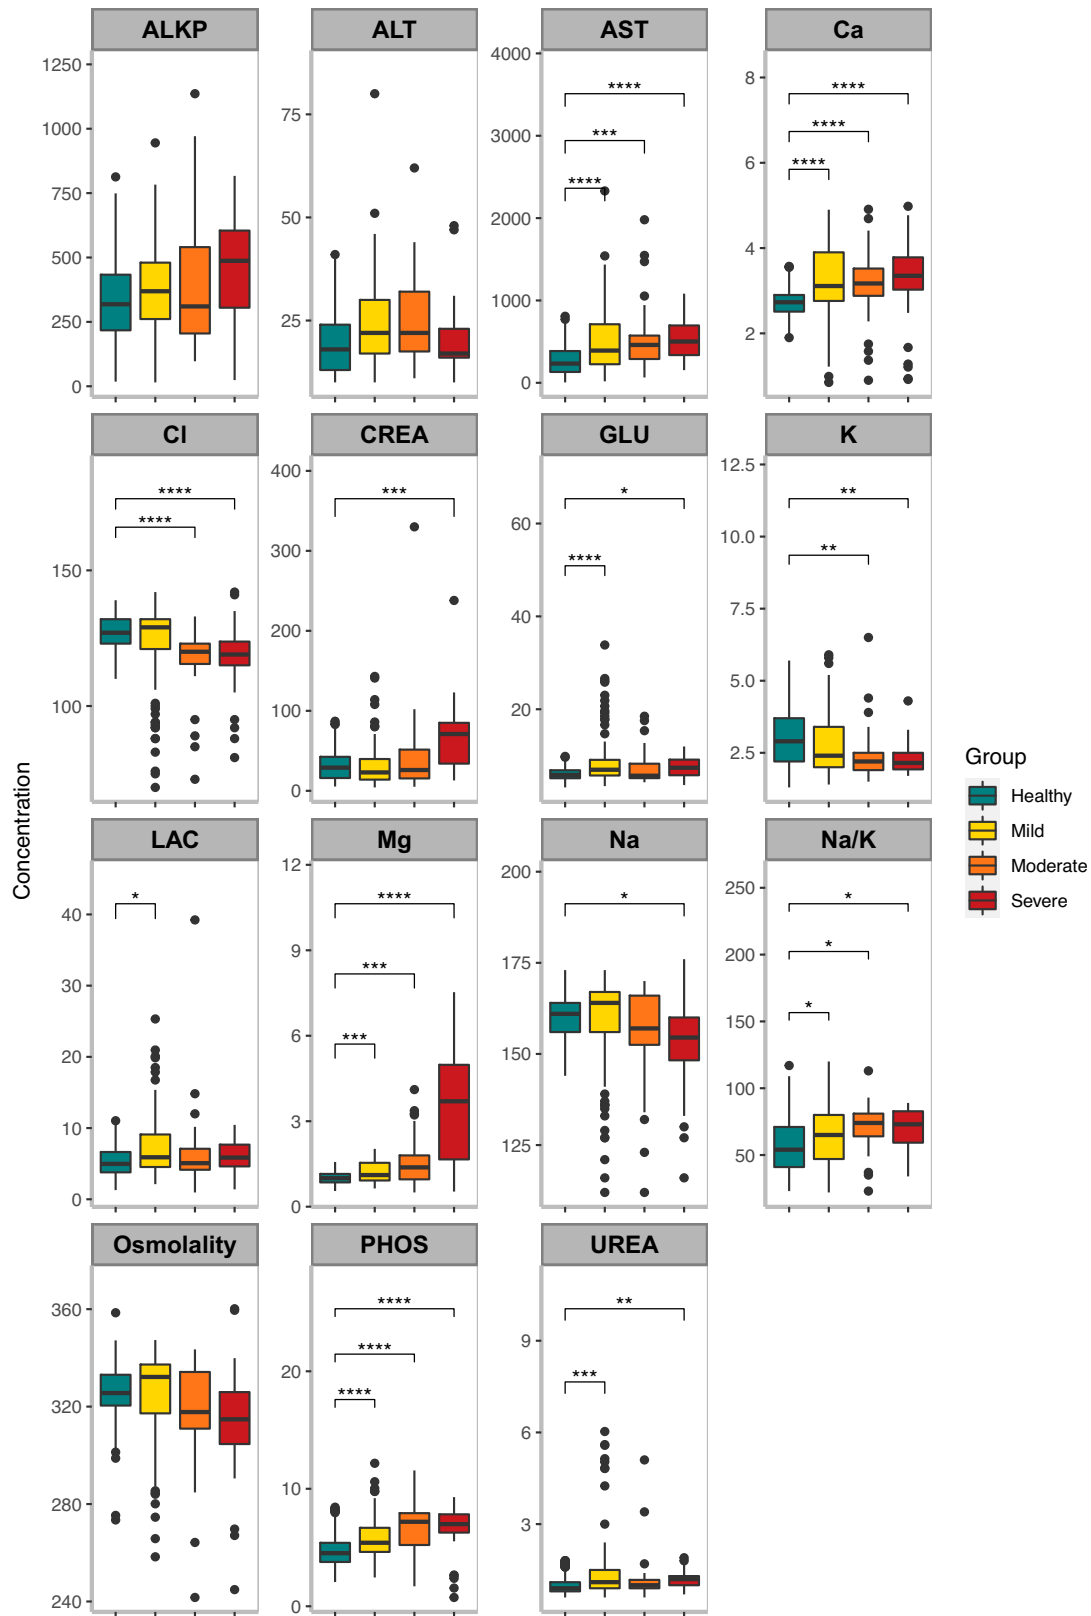 ALKP ALT AST Ca
1250 1000 750 500 250 0
75 50 25
4000 3000 2000 1000 0
**** *** ****
8 6 4 2
**** **** ****
Cl CREA GLU K
150 100
**** ****
400 300 200 100 0
***
60 40 20
* ****
12.5 10.0 7.5 5.0 2.5
** **
Concentration
LAC Mg Na Na/K
40 30 20 10 0
*
12 9 6 3 0
**** *** ***
200 175 150 125
*
250 200 150 100 50
* * *
Osmolality PHOS UREA
360 320 280 240
20 10 0
**** **** ****
9 6 3
** ***
Group
Healthy
Mild
Moderate
Severe